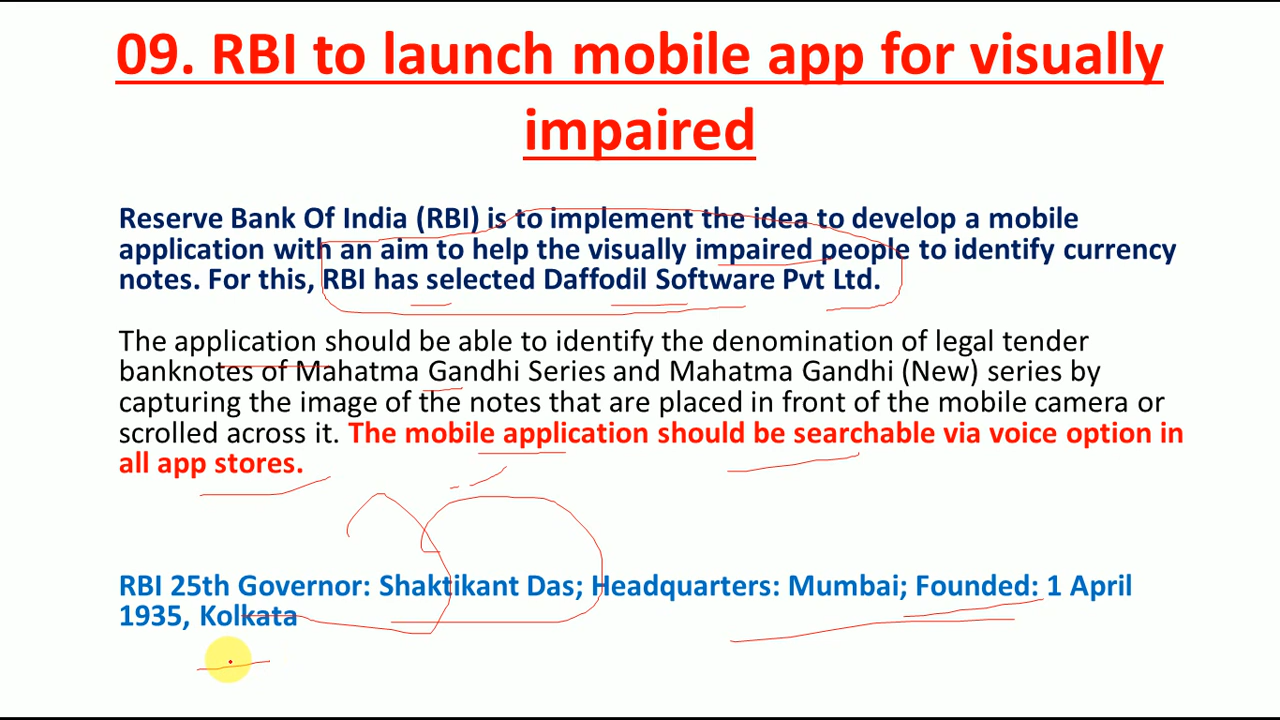 09. RBI to launch mobile app for visually
impaired
Reserve Bank Of India (RBI) is to implement the idea to develop a mobile
application with an aim to help the visually impaired people to identify currency
notes. For this, RBI has selected Daffodil Software Pvt Ltd.
The application should be able to identify the denomination of legal tender
banknotes of Mahatma Gandhi Series and Mahatma Gandhi (New) series by
capturing the image of the notes that are placed in front of the mobile camera or
scrolled across it. The mobile application should be searchable via voice option in
all app stores.
RBI 25th Governor: Shaktikant Das; Headquarters: Mumbai; Founded: 1 April
1935, Kolkata